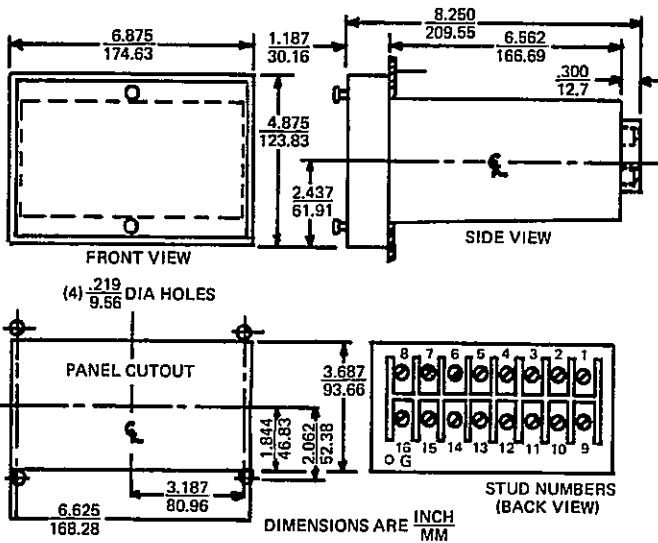 6.875
174.63
1.187
30.16
8.250
209.55
6.562
166.69
.300
12.7
4.875
123.83
2.437
61.91
FRONT VIEW
SIDE VIEW
(4) .219
9.56 DIA HOLES
PANEL CUTOUT
3.687
93.66
1.844
46.83
2.062
52.38
3.187
80.96
6.625
168.28
8 7 6 5 4 3 2 1
16 15 14 13 12 11 10 9
G
STUD NUMBERS
(BACK VIEW)
DIMENSIONS ARE INCH
MM